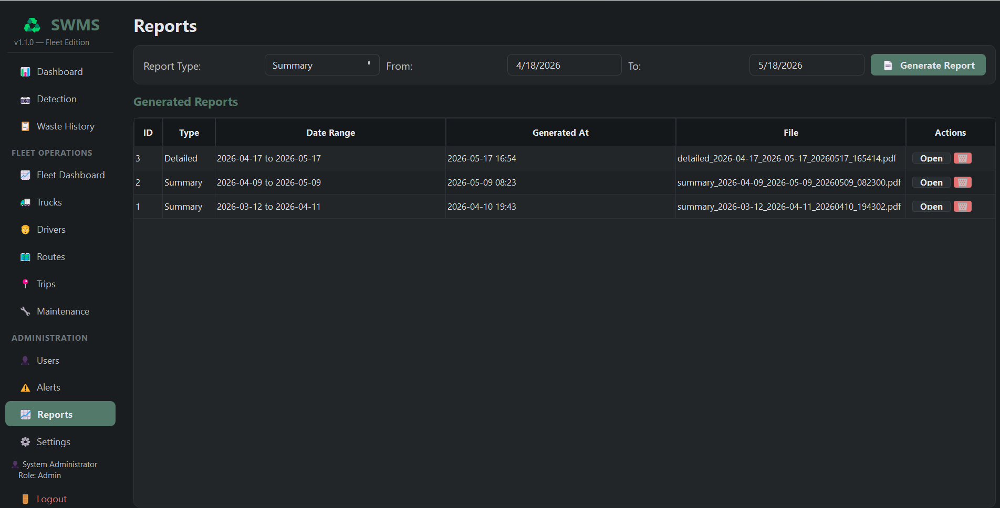 SWMS
v1.1.0 — Fleet Edition
Dashboard
Detection
Waste History
FLEET OPERATIONS
Fleet Dashboard
Trucks
Drivers
Routes
Trips
Maintenance
ADMINISTRATION
Users
Alerts
Reports
Settings
System Administrator
Role: Admin
Logout
Reports
Report Type: Summary From: 4/18/2026 To: 5/18/2026 Generate Report
Generated Reports
ID Type Date Range Generated At File Actions
3 Detailed 2026-04-17 to 2026-05-17 2026-05-17 16:54 detailed_2026-04-17_2026-05-17_20260517_165414.pdf Open
2 Summary 2026-04-09 to 2026-05-09 2026-05-09 08:23 summary_2026-04-09_2026-05-09_20260509_082300.pdf Open
1 Summary 2026-03-12 to 2026-04-11 2026-04-10 19:43 summary_2026-03-12_2026-04-11_20260410_194302.pdf Open